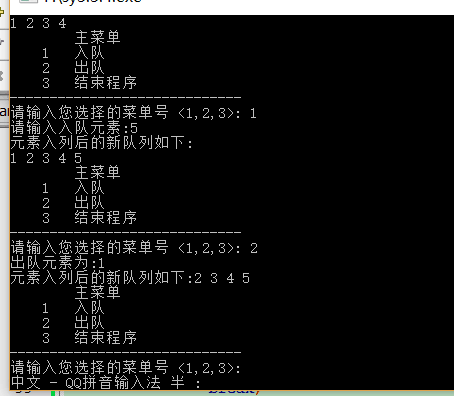 1 2 3 4
主菜单
1 入队
2 出队
3 结束程序
-----------------------------
请输入您选择的菜单号 <1,2,3>: 1
请输入入队元素:5
元素入列后的新队列如下:
1 2 3 4 5
主菜单
1 入队
2 出队
3 结束程序
-----------------------------
请输入您选择的菜单号 <1,2,3>: 2
出队元素为:1
元素入列后的新队列如下:2 3 4 5
主菜单
1 入队
2 出队
3 结束程序
-----------------------------
请输入您选择的菜单号 <1,2,3>:
中文 - QQ拼音输入法 半 :